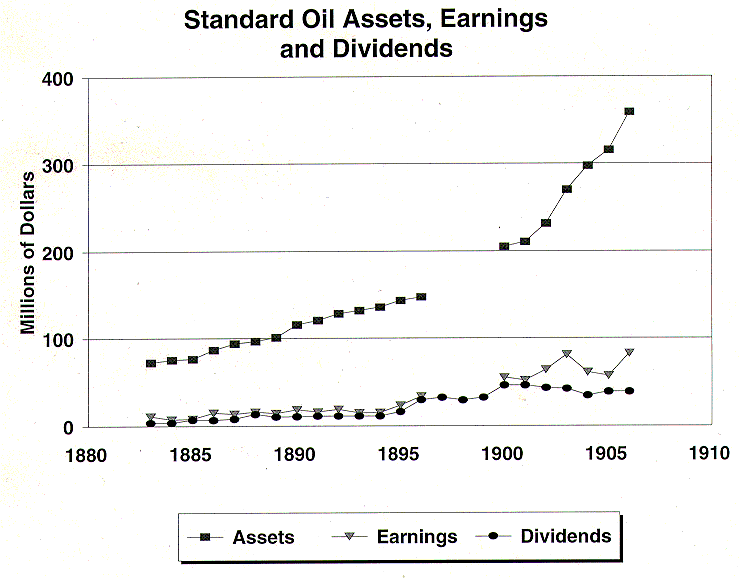 Standard Oil Assets, Earnings
and Dividends
Millions of Dollars
400
300
200
100
0
1880 1885 1890 1895 1900 1905 1910
Assets Earnings Dividends